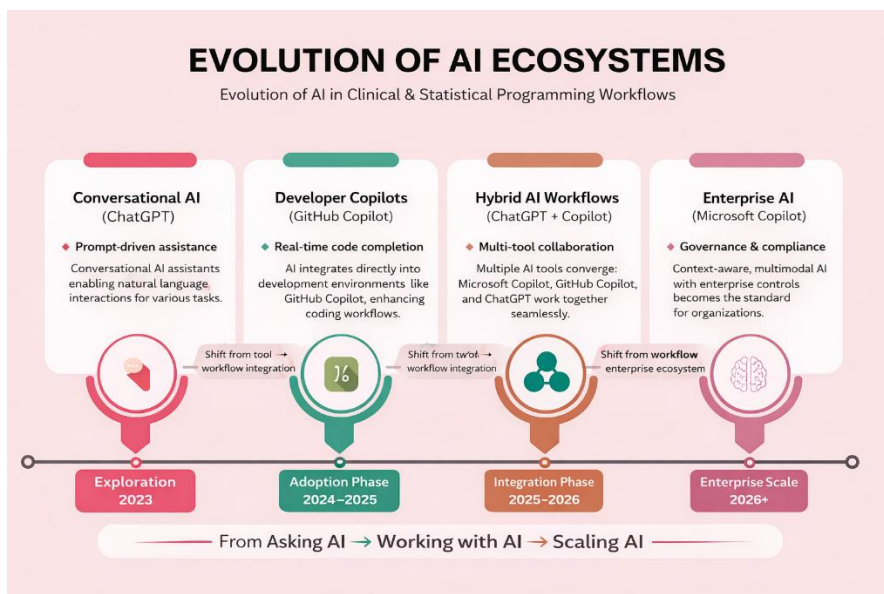 EVOLUTION OF AI ECOSYSTEMS
Evolution of AI in Clinical & Statistical Programming Workflows
Conversational AI
(ChatGPT)
Prompt-driven assistance
Conversational AI assistants
enabling natural language
interactions for various tasks.
Developer Copilots
(GitHub Copilot)
Real-time code completion
AI integrates directly into
development environments like
GitHub Copilot, enhancing
coding workflows.
Hybrid AI Workflows
(ChatGPT + Copilot)
Multi-tool collaboration
Multiple AI tools converge:
Microsoft Copilot, GitHub Copilot,
and ChatGPT work together
seamlessly.
Enterprise AI
(Microsoft Copilot)
Governance & compliance
Context-aware, multimodal AI
with enterprise controls
becomes the standard
for organizations.
Shift from tool →
workflow integration
Shift from →
workflow integration
Shift from workflow
enterprise ecosystem
Exploration
2023
Adoption Phase
2024–2025
Integration Phase
2025–2026
Enterprise Scale
2026+
From Asking AI → Working with AI → Scaling AI